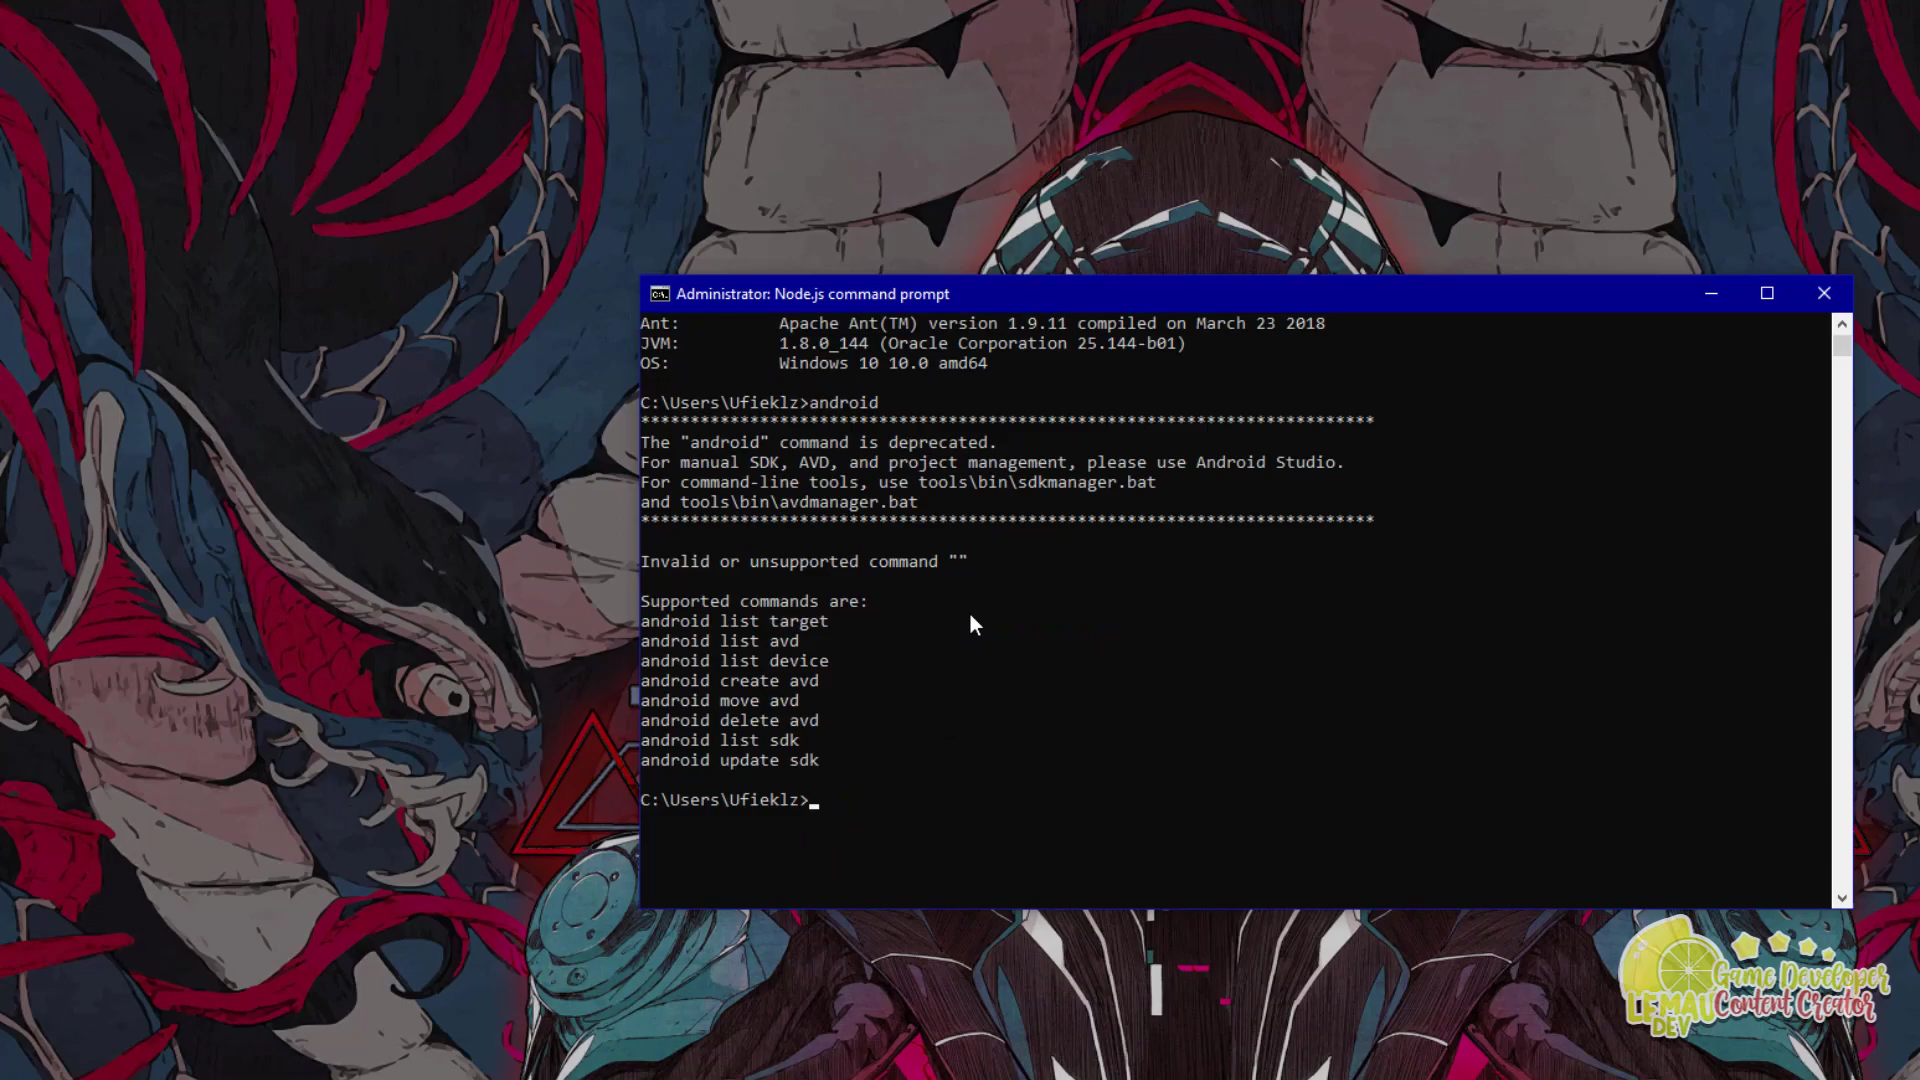 Administrator: Node.js command prompt
Ant: Apache Ant(TM) version 1.9.11 compiled on March 23 2018
JVM: 1.8.0_144 (Oracle Corporation 25.144-b01)
OS: Windows 10 10.0 amd64
C:\Users\Ufieklz>android
**************************************************************************
The "android" command is deprecated.
For manual SDK, AVD, and project management, please use Android Studio.
For command-line tools, use tools\bin\sdkmanager.bat
and tools\bin\avdmanager.bat
**************************************************************************
Invalid or unsupported command ""
Supported commands are:
android list target
android list avd
android list device
android create avd
android move avd
android delete avd
android list sdk
android update sdk
C:\Users\Ufieklz>_
Game Developer
LEMAU Content Creator
DEV